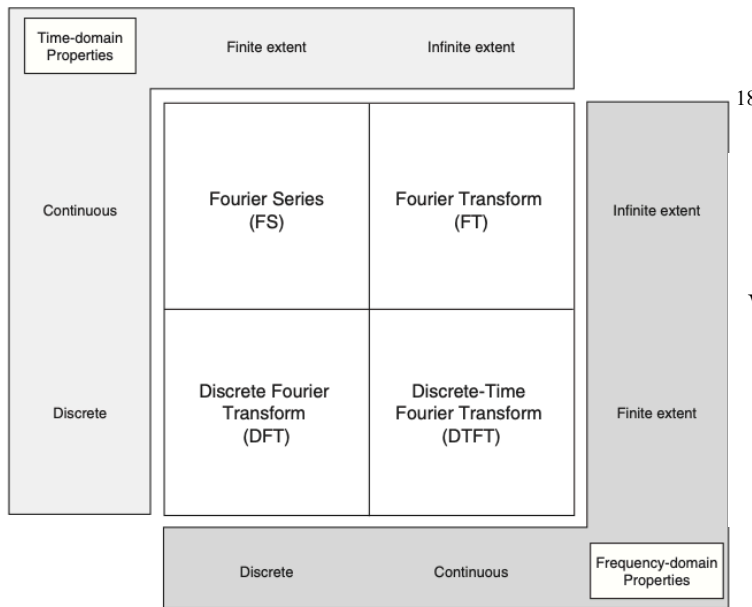 Time-domain
Properties
Finite extent
Infinite extent
18
Continuous
Fourier Series
(FS)
Fourier Transform
(FT)
Infinite extent
Discrete
Discrete Fourier
Transform
(DFT)
Discrete-Time
Fourier Transform
(DTFT)
Finite extent
Discrete
Continuous
Frequency-domain
Properties